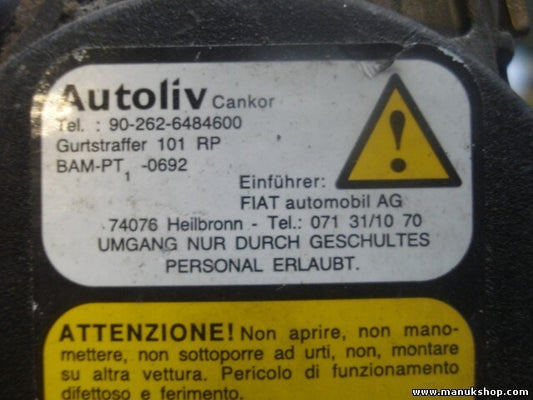 Autoliv Cankor
Tel. : 90-262-6484600
Gurtstraffer 101 RP
BAM-PT₁ -0692
Einführer:
FIAT automobil AG
74076 Heilbronn - Tel.: 071 31/10 70
UMGANG NUR DURCH GESCHULTES
PERSONAL ERLAUBT.
ATTENZIONE! Non aprire, non mano-
mettere, non sottoporre ad urti, non, montare
su altra vettura. Pericolo di funzionamento
difettoso e ferimento.
www.manukshop.com